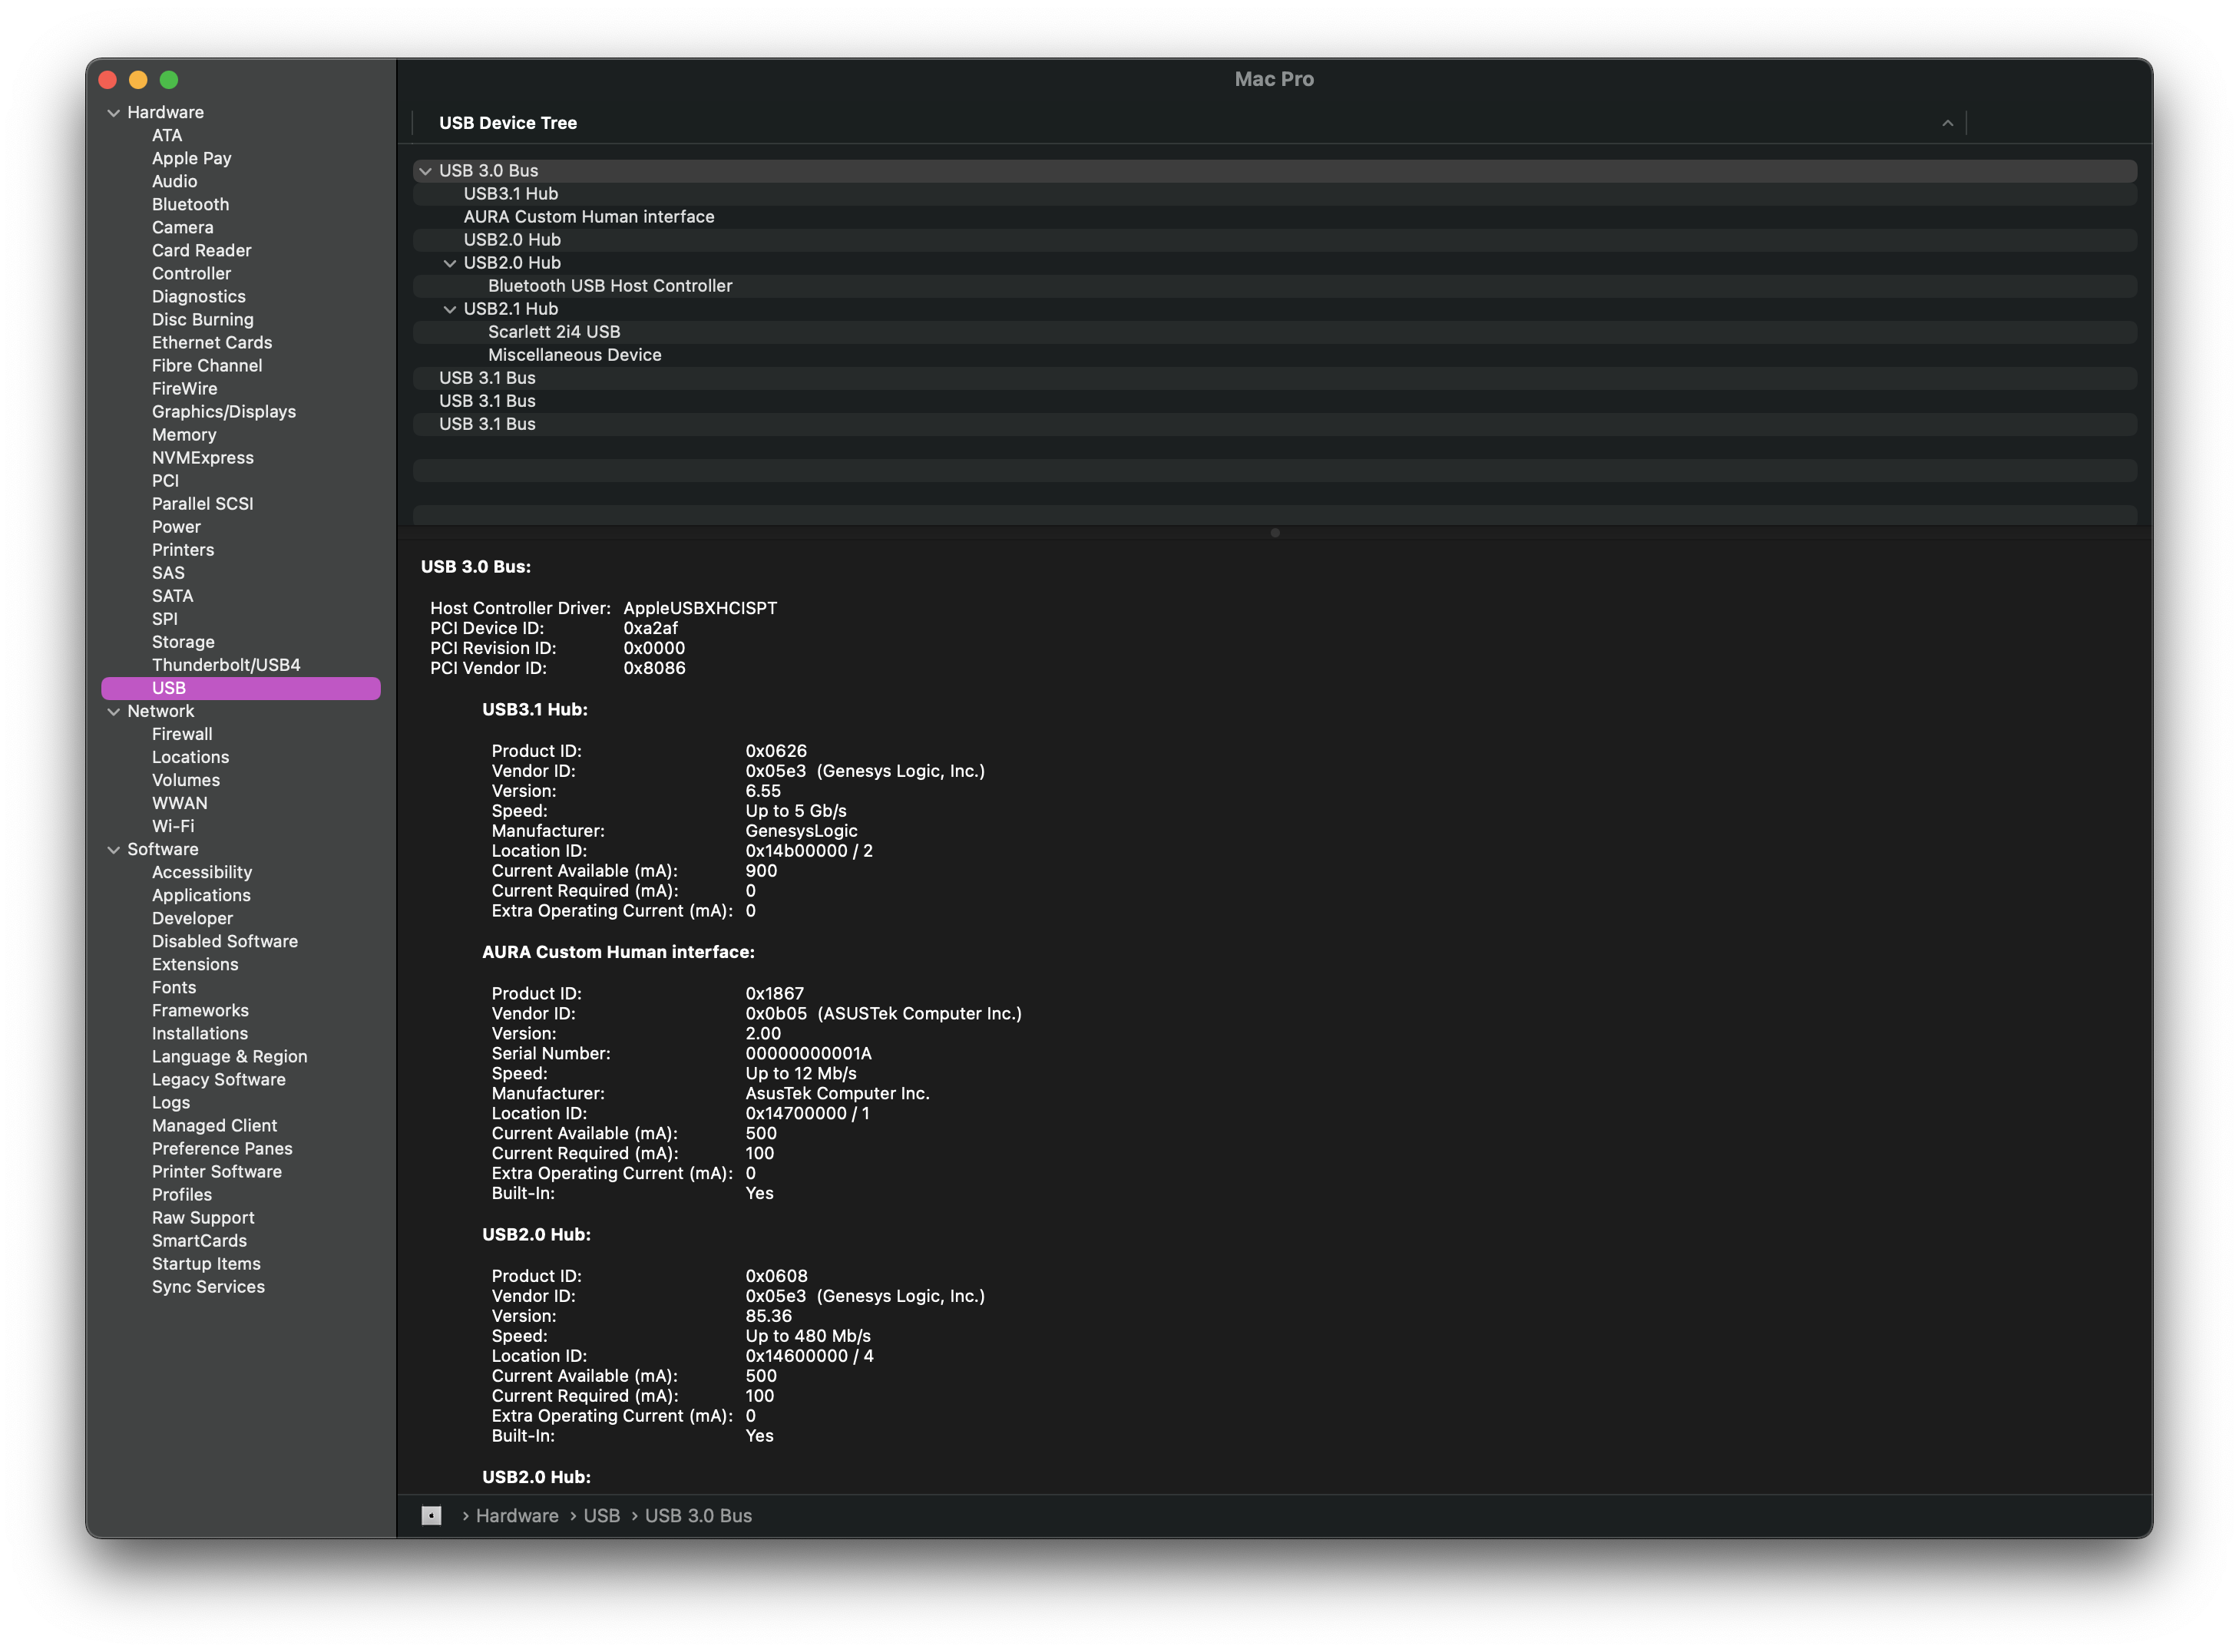 Mac Pro
Hardware
ATA
Apple Pay
Audio
Bluetooth
Camera
Card Reader
Controller
Diagnostics
Disc Burning
Ethernet Cards
Fibre Channel
FireWire
Graphics/Displays
Memory
NVMExpress
PCI
Parallel SCSI
Power
Printers
SAS
SATA
SPI
Storage
Thunderbolt/USB4
USB
Network
Firewall
Locations
Volumes
WWAN
Wi-Fi
Software
Accessibility
Applications
Developer
Disabled Software
Extensions
Fonts
Frameworks
Installations
Language & Region
Legacy Software
Logs
Managed Client
Preference Panes
Printer Software
Profiles
Raw Support
SmartCards
Startup Items
Sync Services
USB Device Tree
USB 3.0 Bus
USB3.1 Hub
AURA Custom Human interface
USB2.0 Hub
USB2.0 Hub
Bluetooth USB Host Controller
USB2.1 Hub
Scarlett 2i4 USB
Miscellaneous Device
USB 3.1 Bus
USB 3.1 Bus
USB 3.1 Bus
USB 3.0 Bus:
Host Controller Driver: AppleUSBXHCISPT
PCI Device ID: 0xa2af
PCI Revision ID: 0x0000
PCI Vendor ID: 0x8086
USB3.1 Hub:
Product ID: 0x0626
Vendor ID: 0x05e3 (Genesys Logic, Inc.)
Version: 6.55
Speed: Up to 5 Gb/s
Manufacturer: GenesysLogic
Location ID: 0x14b00000 / 2
Current Available (mA): 900
Current Required (mA): 0
Extra Operating Current (mA): 0
AURA Custom Human interface:
Product ID: 0x1867
Vendor ID: 0x0b05 (ASUSTek Computer Inc.)
Version: 2.00
Serial Number: 00000000001A
Speed: Up to 12 Mb/s
Manufacturer: AsusTek Computer Inc.
Location ID: 0x14700000 / 1
Current Available (mA): 500
Current Required (mA): 100
Extra Operating Current (mA): 0
Built-In: Yes
USB2.0 Hub:
Product ID: 0x0608
Vendor ID: 0x05e3 (Genesys Logic, Inc.)
Version: 85.36
Speed: Up to 480 Mb/s
Location ID: 0x14600000 / 4
Current Available (mA): 500
Current Required (mA): 100
Extra Operating Current (mA): 0
Built-In: Yes
USB2.0 Hub:
› Hardware › USB › USB 3.0 Bus